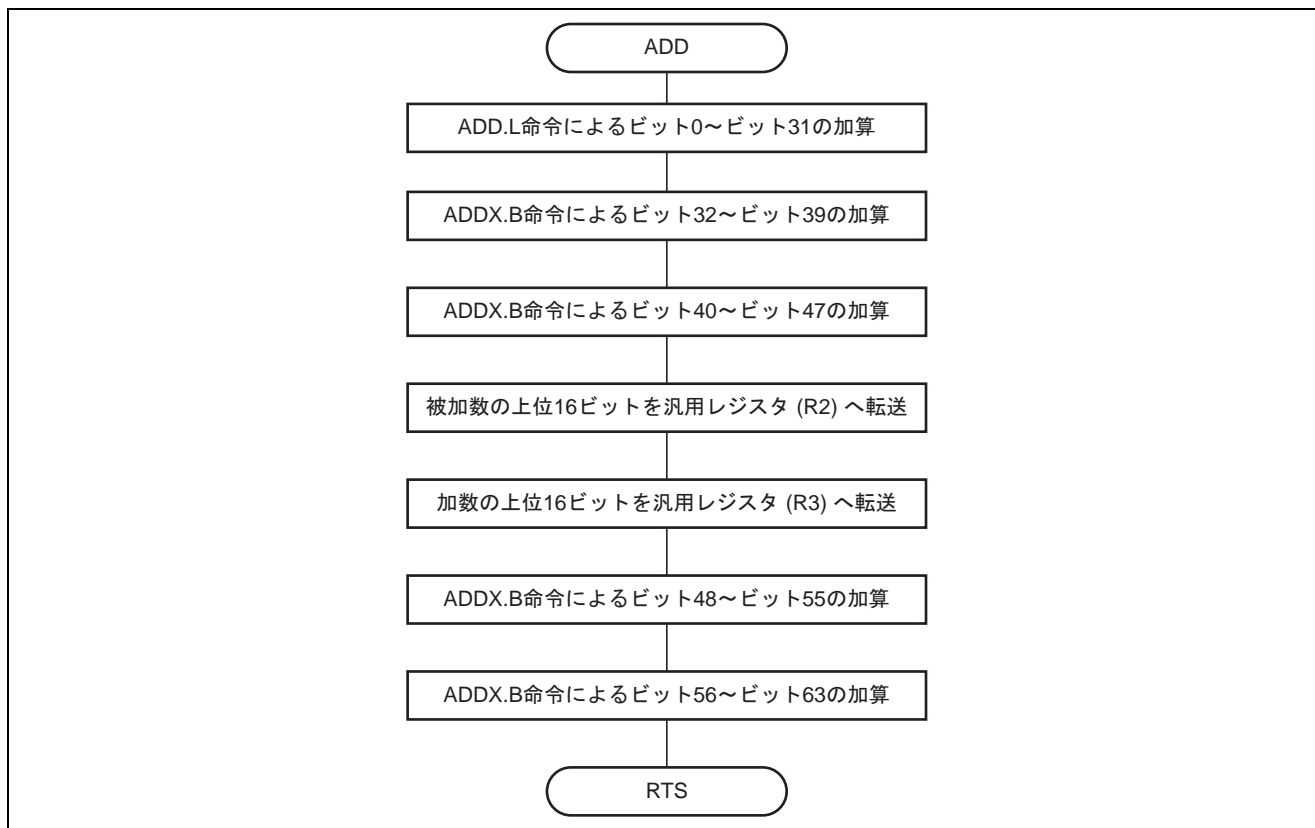 ADD
ADD.L命令によるビット0～ビット31の加算
ADDX.B命令によるビット32～ビット39の加算
ADDX.B命令によるビット40～ビット47の加算
被加数の上位16ビットを汎用レジスタ (R2) へ転送
加数の上位16ビットを汎用レジスタ (R3) へ転送
ADDX.B命令によるビット48～ビット55の加算
ADDX.B命令によるビット56～ビット63の加算
RTS